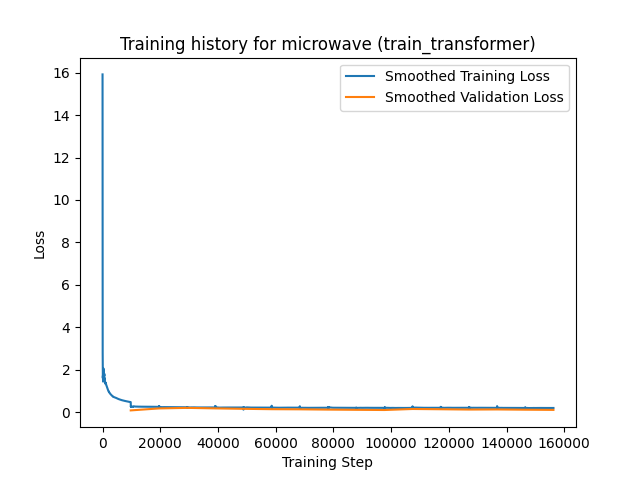 Training history for microwave (train_transformer)
Smoothed Training Loss
Smoothed Validation Loss
16
14
12
10
8
6
4
2
0
Loss
0 20000 40000 60000 80000 100000 120000 140000 160000
Training Step